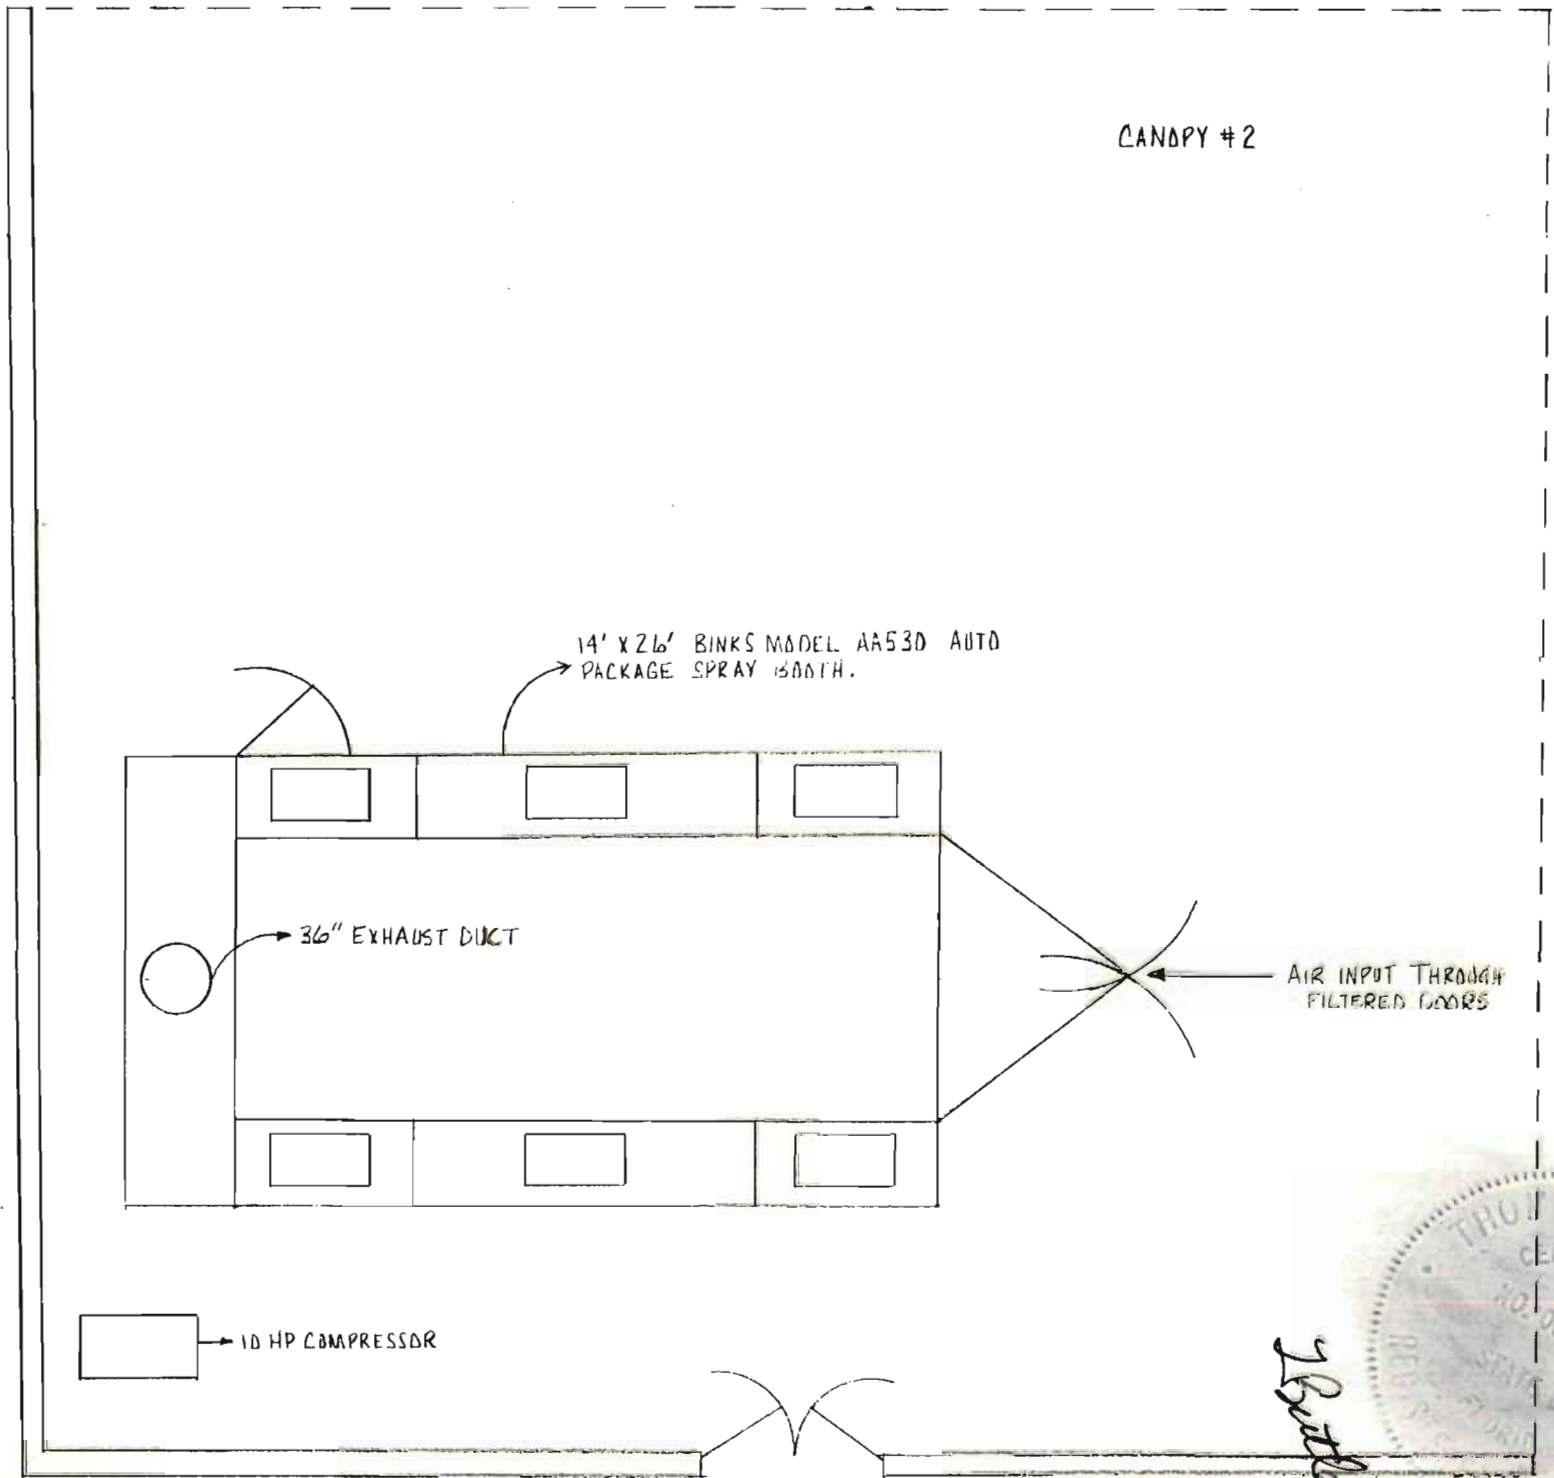 CANOPY #2
14' X 26' BINKS MODEL AA530 AUTO
PACKAGE SPRAY BOOTH.
36" EXHAUST DUCT
AIR INPUT THROUGH
FILTERED DOORS
10 HP COMPRESSOR